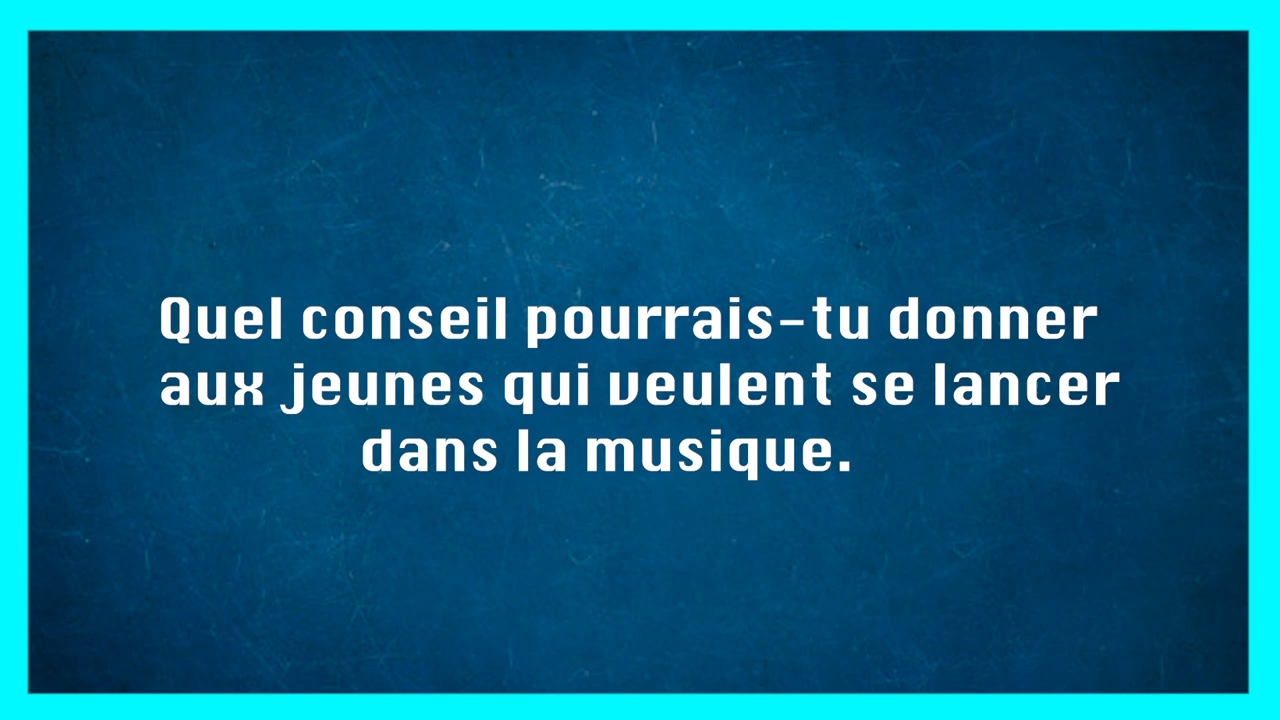 Quel conseil pourrais-tu donner
aux jeunes qui veulent se lancer
dans la musique.